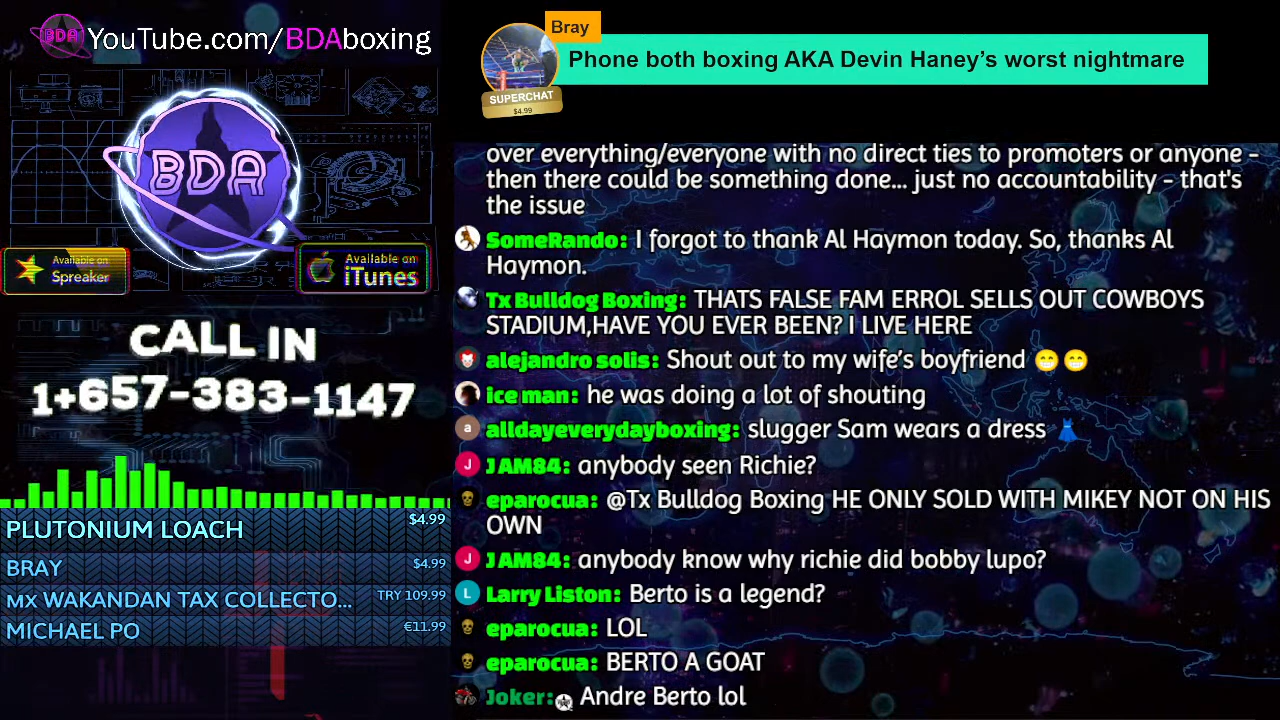 BDA YouTube.com/BDAboxing
BDA
Available on
Spreaker
Available on
iTunes
CALL IN
1+657-383-1147
PLUTONIUM LOACH $4.99
BRAY $4.99
MX WAKANDAN TAX COLLECTO... TRY 109.99
MICHAEL PO €11.99
Bray
Phone both boxing AKA Devin Haney's worst nightmare
SUPERCHAT
$4.99
over everything/everyone with no direct ties to promoters or anyone -
then there could be something done... just no accountability - that's
the issue
SomeRando: I forgot to thank Al Haymon today. So, thanks Al
Haymon.
Tx Bulldog Boxing: THATS FALSE FAM ERROL SELLS OUT COWBOYS
STADIUM,HAVE YOU EVER BEEN? I LIVE HERE
alejandro solis: Shout out to my wife's boyfriend 😁😁
ice man: he was doing a lot of shouting
a alldayeverydayboxing: slugger Sam wears a dress 👗
J J AM84: anybody seen Richie?
eparocua: @Tx Bulldog Boxing HE ONLY SOLD WITH MIKEY NOT ON HIS
OWN
J J AM84: anybody know why richie did bobby lupo?
L Larry Liston: Berto is a legend?
eparocua: LOL
eparocua: BERTO A GOAT
Joker: Andre Berto lol